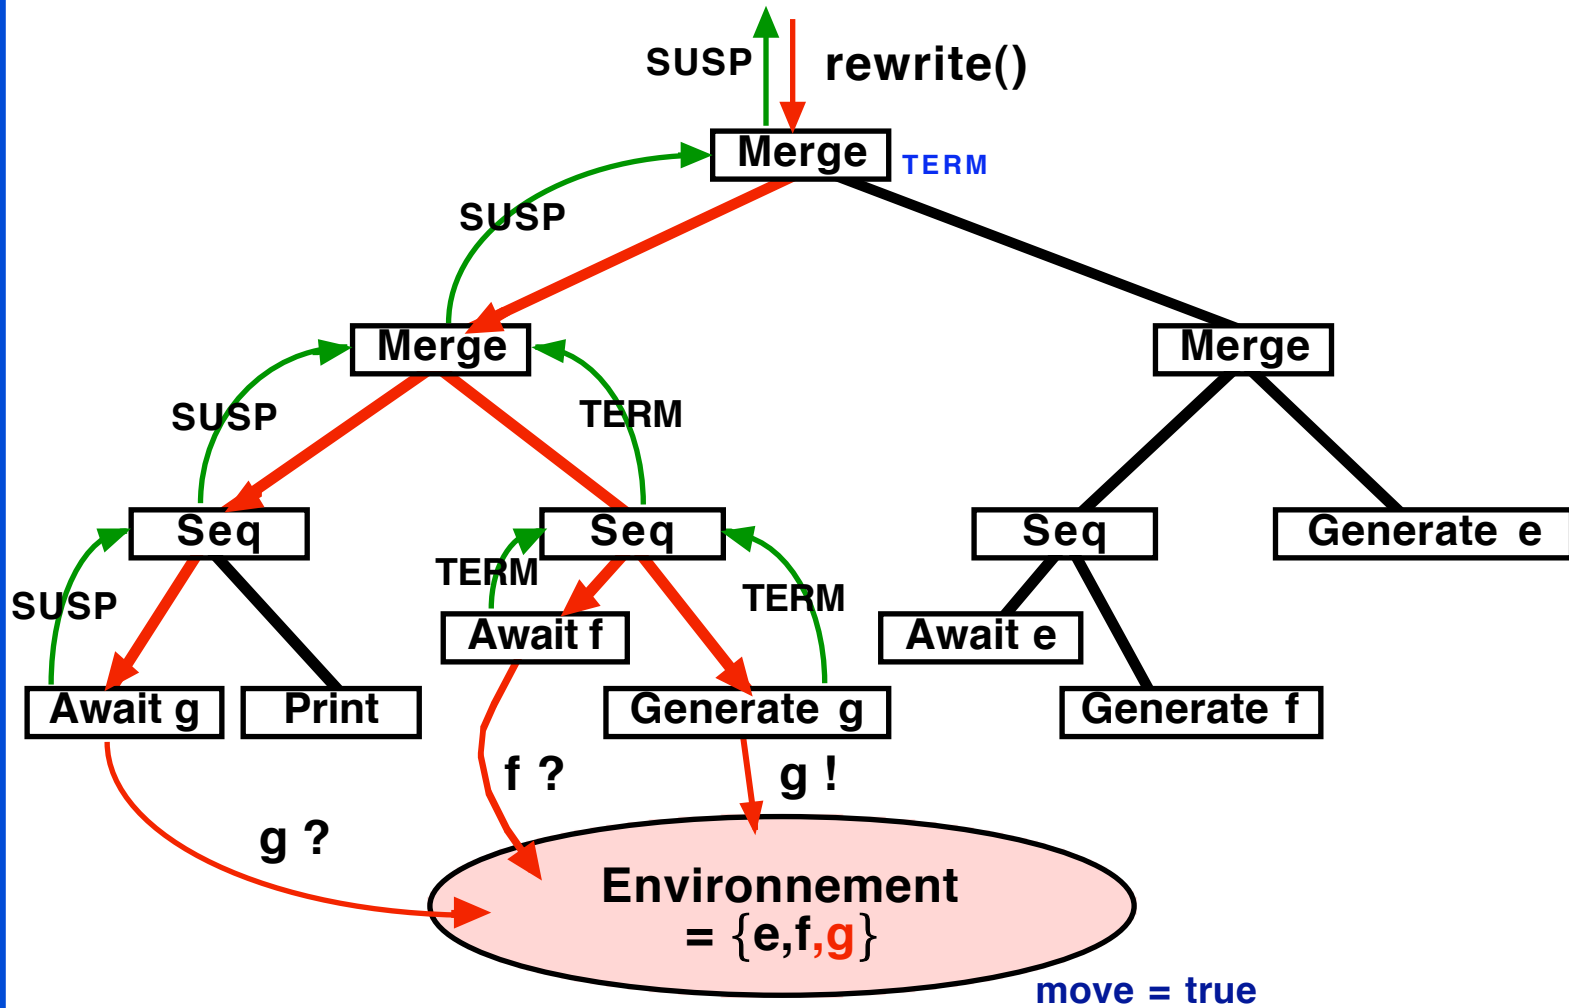 SUSP
rewrite()
Merge
TERM
SUSP
Merge
Merge
SUSP
TERM
Seq
Seq
Seq
Generate e
SUSP
TERM
TERM
Await f
Await e
Await g
Print
Generate g
Generate f
f ?
g !
g ?
Environnement
= {e,f,g}
move = true